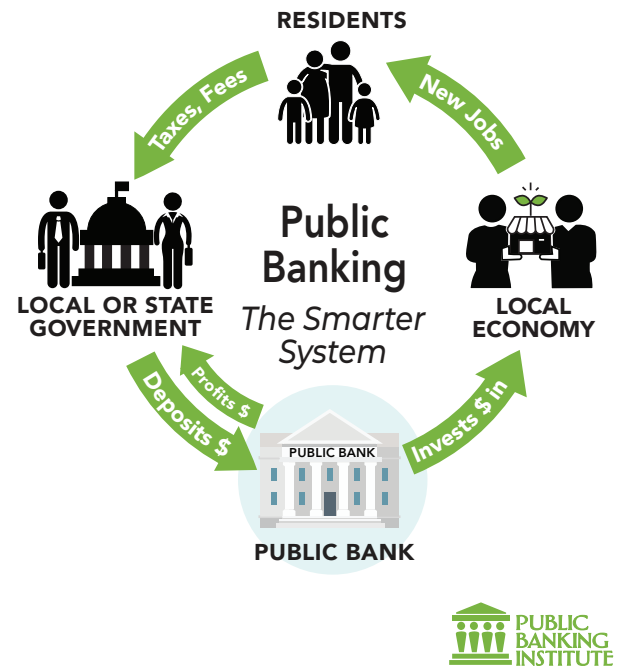 RESIDENTS
Taxes, Fees
New Jobs
Public
Banking
The Smarter
System
LOCAL OR STATE
GOVERNMENT
LOCAL
ECONOMY
Deposits $
Profits $
Invests $ in
PUBLIC BANK
PUBLIC BANK
PUBLIC
BANKING
INSTITUTE